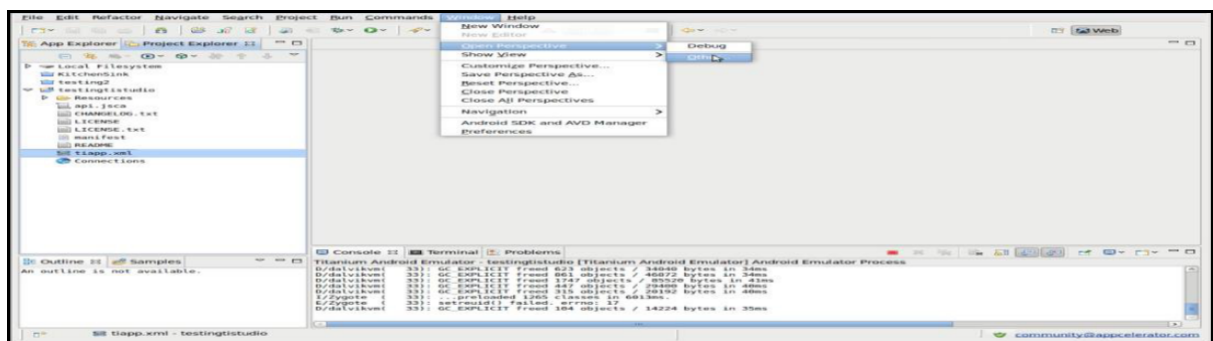 File Edit Refactor Navigate Search Project Run Commands Window Help
New Window
New Editor
Open Perspective
Debug
Other...
Show View
Customize Perspective...
Save Perspective As...
Reset Perspective...
Close Perspective
Close All Perspectives
Navigation
Android SDK and AVD Manager
Preferences
Web
App Explorer Project Explorer
Local Filesystem
KitchenSink
testing2
testingtistudio
Resources
api.jsca
CHANGELOG.txt
LICENSE
LICENSE.txt
manifest
README
tiapp.xml
Connections
Outline Samples
An outline is not available.
Console Terminal Problems
Titanium Android Emulator - testingtistudio [Titanium Android Emulator] Android Emulator Process
D/dalvikvm( 33): GC_EXPLICIT freed 623 objects / 34040 bytes in 34ms
D/dalvikvm( 33): GC_EXPLICIT freed 861 objects / 46872 bytes in 34ms
D/dalvikvm( 33): GC_EXPLICIT freed 1747 objects / 85520 bytes in 41ms
D/dalvikvm( 33): GC_EXPLICIT freed 447 objects / 29400 bytes in 40ms
D/dalvikvm( 33): GC_EXPLICIT freed 315 objects / 20192 bytes in 40ms
I/Zygote ( 33): ...preloaded 1265 classes in 6013ms.
E/Zygote ( 33): setreuid() failed. errno: 17
D/dalvikvm( 33): GC_EXPLICIT freed 104 objects / 14224 bytes in 35ms
tiapp.xml - testingtistudio
community@appcelerator.com